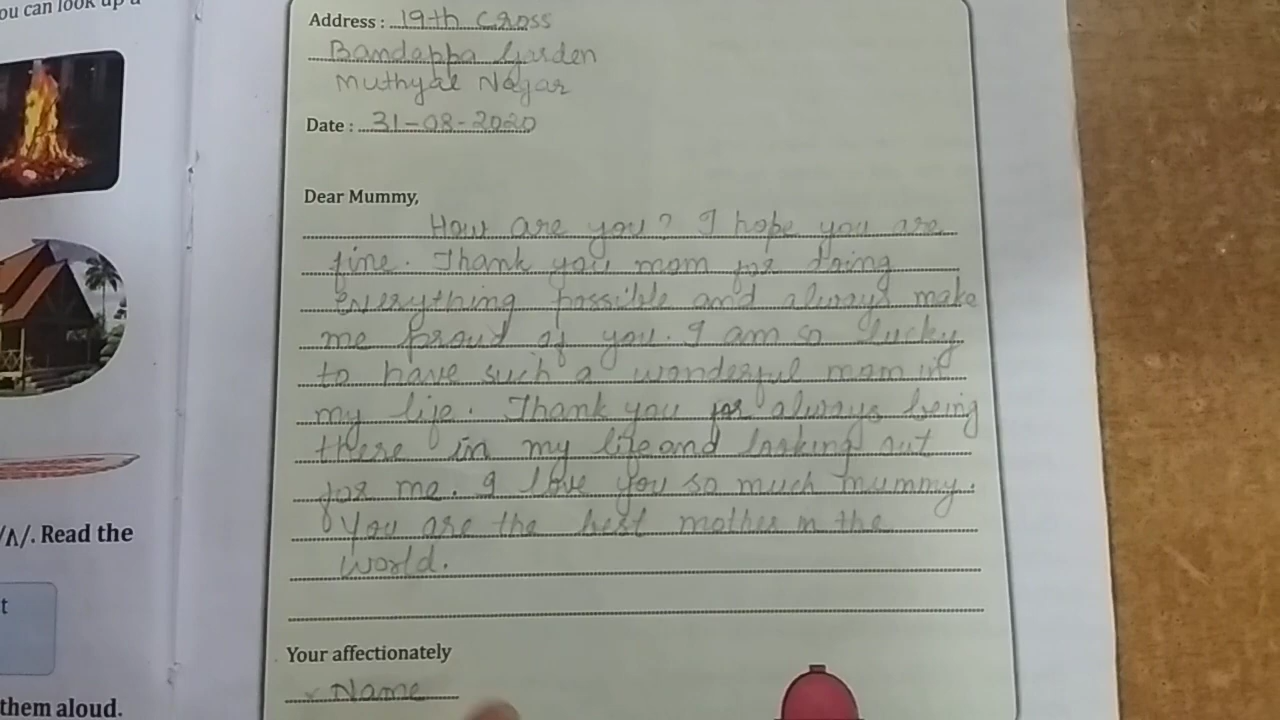 ou can look up a
Address : 19th Cross
Bandappa Garden
Muthyal Nagar
Date : 31-08-2020
Dear Mummy,
How are you? I hope you are
fine. Thank you mom for doing
everything possible and always make
me proud of you. I am so lucky
to have such a wonderful mom in
my life. Thank you for always being
there in my life and looking out
for me. I love you so much mummy.
You are the best mother in the
world.
/ʌ/. Read the
t
Your affectionately
Name
them aloud.